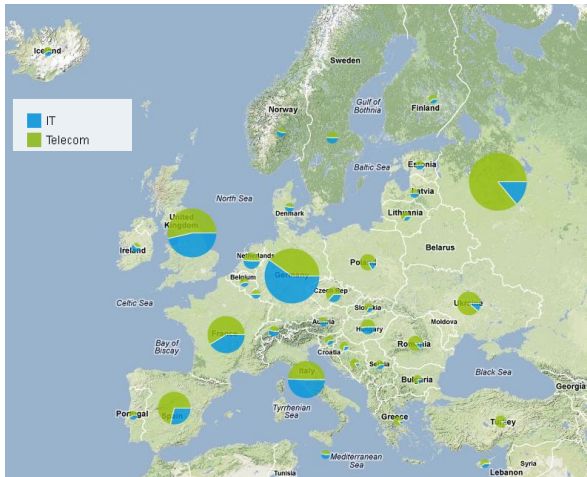 Iceland
Sweden
Norway
Gulf of
Bothnia
Finland
IT
Telecom
Estonia
Baltic Sea
Latvia
North Sea
Denmark
Lithuania
United
Kingdom
Ireland
Netherlands
Belarus
Germany
Poland
Belgium
Czech Rep
Celtic Sea
Slovakia
Ukraine
Moldova
Austria
Hungary
France
Bay of
Biscay
Croatia
Romania
Serbia
Italy
Bulgaria
Black Sea
Georgia
Portugal
Spain
Tyrrhenian
Sea
Greece
Turkey
Mediterranean
Sea
Tunisia
Syria
Lebanon